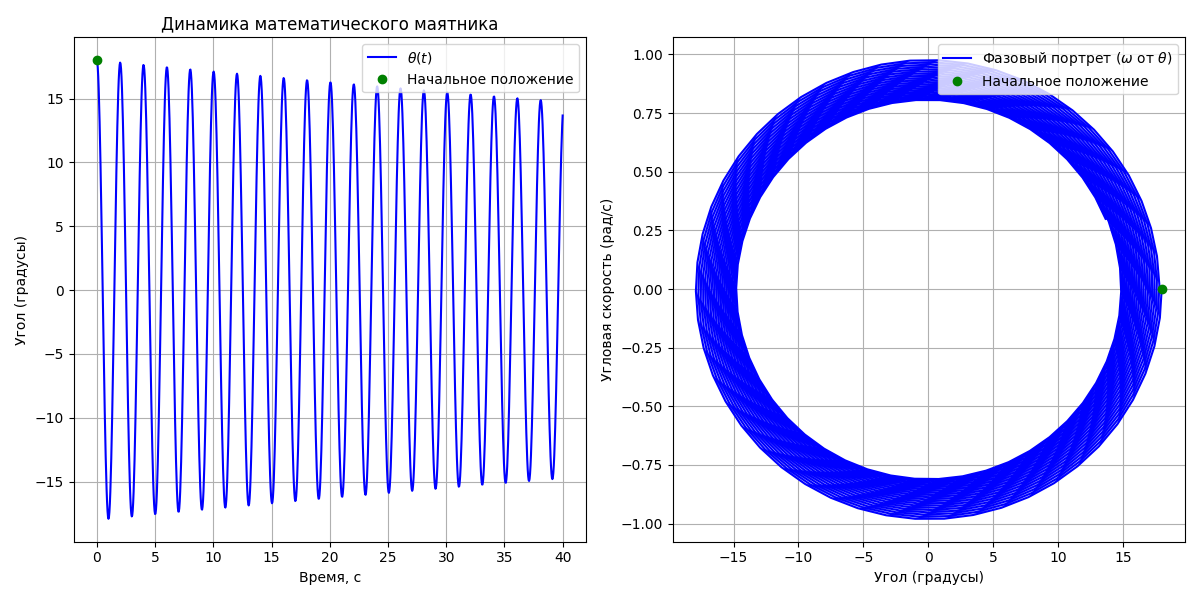 Динамика математического маятника
θ(t)
Начальное положение
15
10
5
0
−5
−10
−15
Угол (градусы)
0 5 10 15 20 25 30 35 40
Время, с
Фазовый портрет (ω от θ)
Начальное положение
1.00
0.75
0.50
0.25
0.00
−0.25
−0.50
−0.75
−1.00
Угловая скорость (рад/с)
−15 −10 −5 0 5 10 15
Угол (градусы)